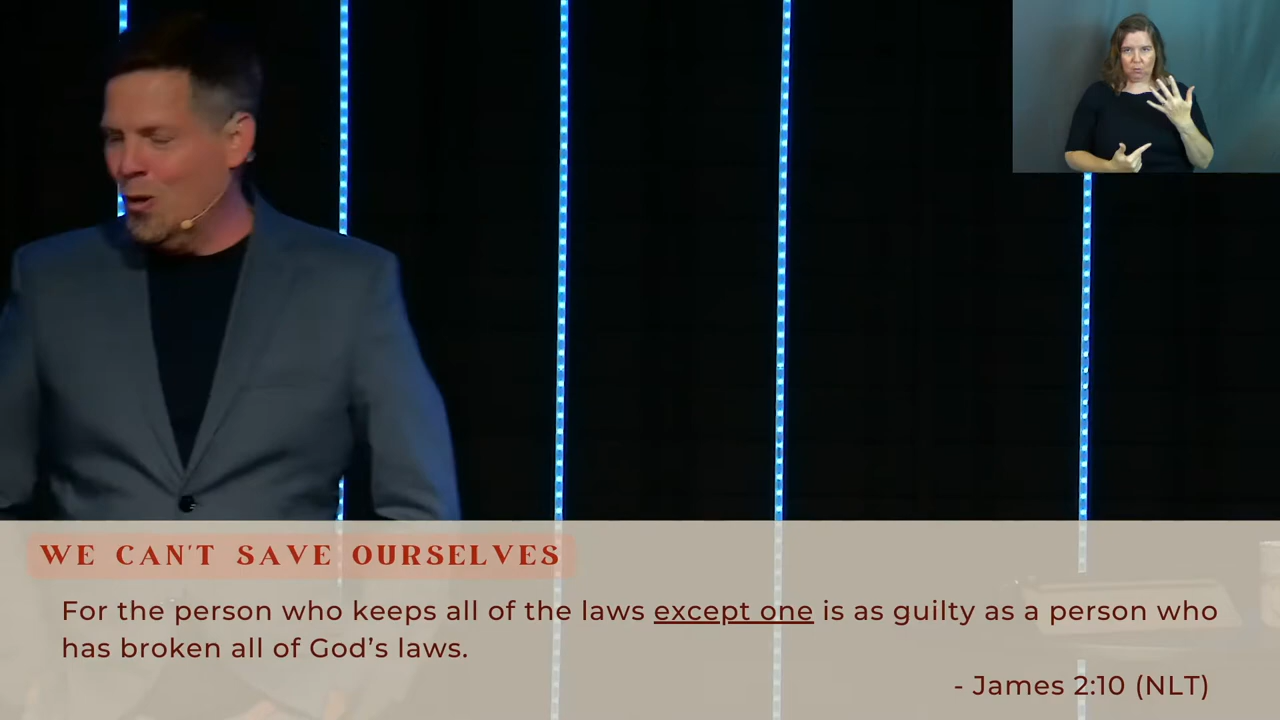 WE CAN'T SAVE OURSELVES
For the person who keeps all of the laws except one is as guilty as a person who
has broken all of God’s laws.
- James 2:10 (NLT)